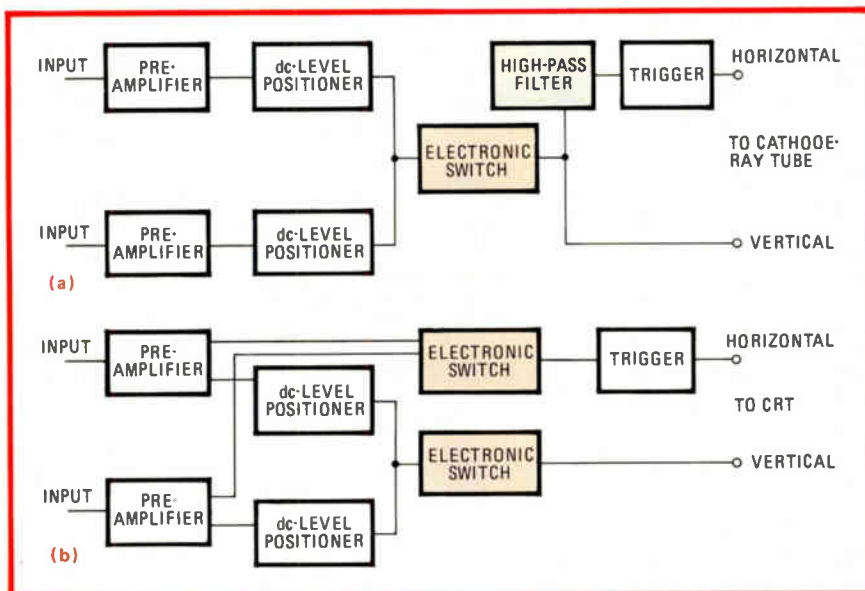 INPUT
PRE-
AMPLIFIER
dc-LEVEL
POSITIONER
HIGH-PASS
FILTER
TRIGGER
HORIZONTAL
ELECTRONIC
SWITCH
TO CATHODE-
RAY TUBE
INPUT
PRE-
AMPLIFIER
dc-LEVEL
POSITIONER
VERTICAL
(a)
INPUT
PRE-
AMPLIFIER
ELECTRONIC
SWITCH
TRIGGER
HORIZONTAL
dc-LEVEL
POSITIONER
TO CRT
ELECTRONIC
SWITCH
VERTICAL
INPUT
PRE-
AMPLIFIER
dc-LEVEL
POSITIONER
(b)